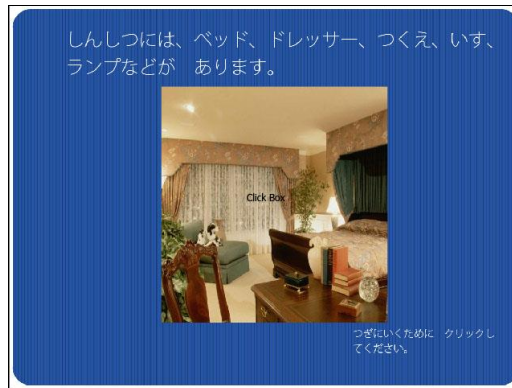 しんしつには、ベッド、ドレッサー、つくえ、いす、
ランプなどが　あります。
Click Box
つぎにいくために　クリックし
てください。